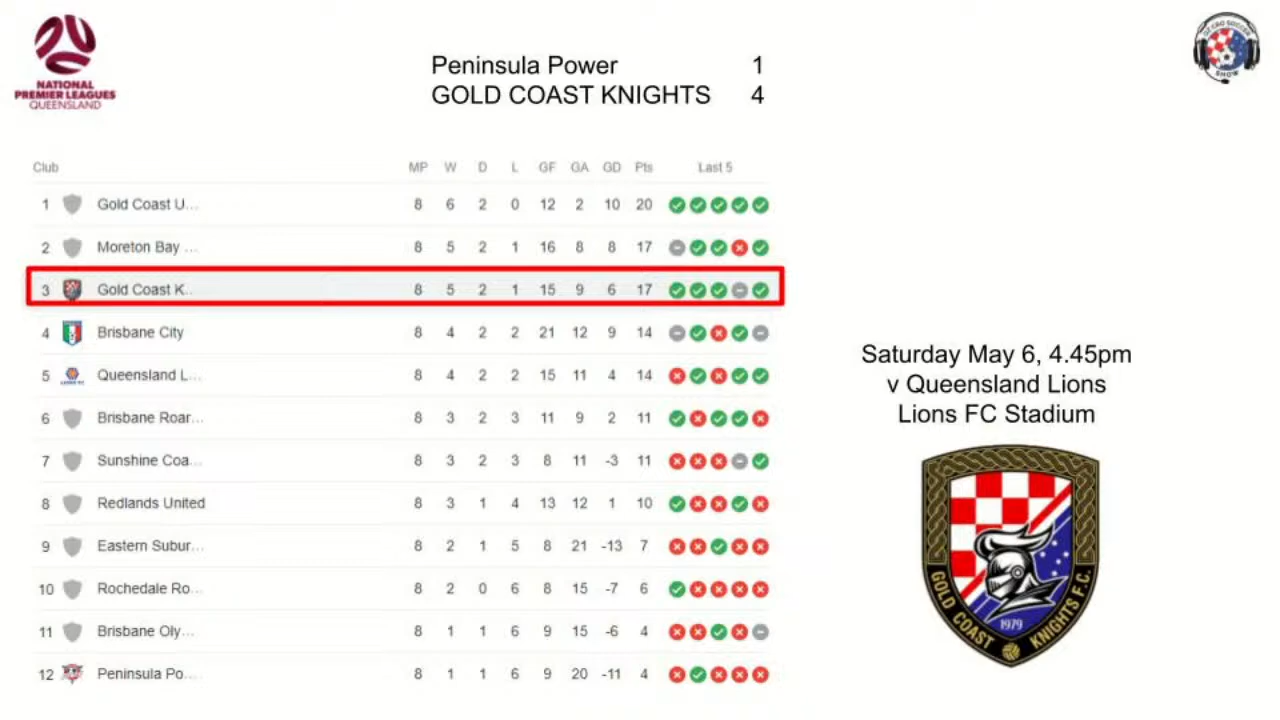 NATIONAL
PREMIER LEAGUES
QUEENSLAND
Peninsula Power 1
GOLD COAST KNIGHTS 4
OZ CRO SOCCER
SHOW
Club MP W D L GF GA GD Pts Last 5
1 Gold Coast U... 8 6 2 0 12 2 10 20
2 Moreton Bay ... 8 5 2 1 16 8 8 17
3 Gold Coast K... 8 5 2 1 15 9 6 17
4 Brisbane City 8 4 2 2 21 12 9 14
5 Queensland L... 8 4 2 2 15 11 4 14
6 Brisbane Roar... 8 3 2 3 11 9 2 11
7 Sunshine Coa... 8 3 2 3 8 11 -3 11
8 Redlands United 8 3 1 4 13 12 1 10
9 Eastern Subur... 8 2 1 5 8 21 -13 7
10 Rochedale Ro... 8 2 0 6 8 15 -7 6
11 Brisbane Oly... 8 1 1 6 9 15 -6 4
12 Peninsula Po... 8 1 1 6 9 20 -11 4
Saturday May 6, 4.45pm
v Queensland Lions
Lions FC Stadium
1979
GOLD COAST KNIGHTS F.C.